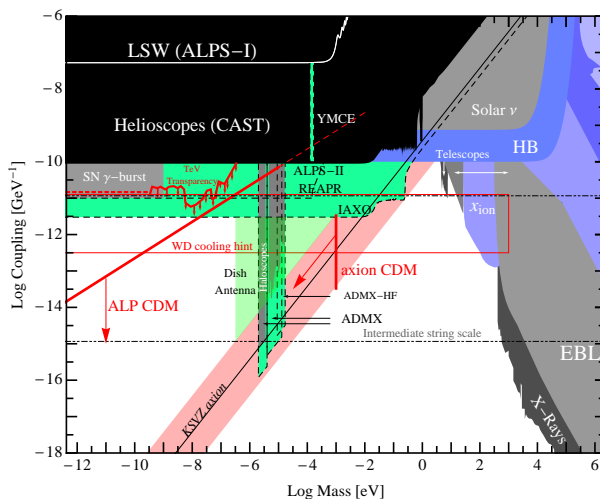 -6
-8
-10
-12
-14
-16
-18
Log Coupling [GeV⁻¹]
LSW (ALPS-I)
Helioscopes (CAST)
YMCE
Solar ν
HB
SN γ-burst
TeV
Transparency
ALPS-II
REAPR
Telescopes
IAXO
x_ion
WD cooling hint
Haloscopes
Dish
Antenna
axion CDM
ALP CDM
ADMX-HF
ADMX
Intermediate string scale
EBL
X-Rays
KSVZ axion
-12 -10 -8 -6 -4 -2 0 2 4 6
Log Mass [eV]